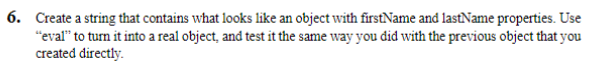 6. Create a string that contains what looks like an object with firstName and lastName properties. Use
“eval” to turn it into a real object, and test it the same way you did with the previous object that you
created directly.